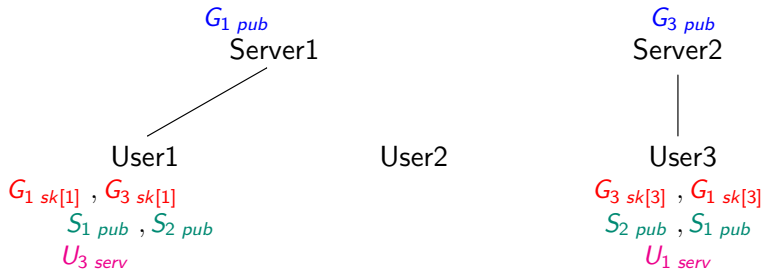 G1 pub G3 pub
Server1 Server2
User1 User2 User3
G1 sk[1] , G3 sk[1] G3 sk[3] , G1 sk[3]
S1 pub , S2 pub S2 pub , S1 pub
U3 serv U1 serv